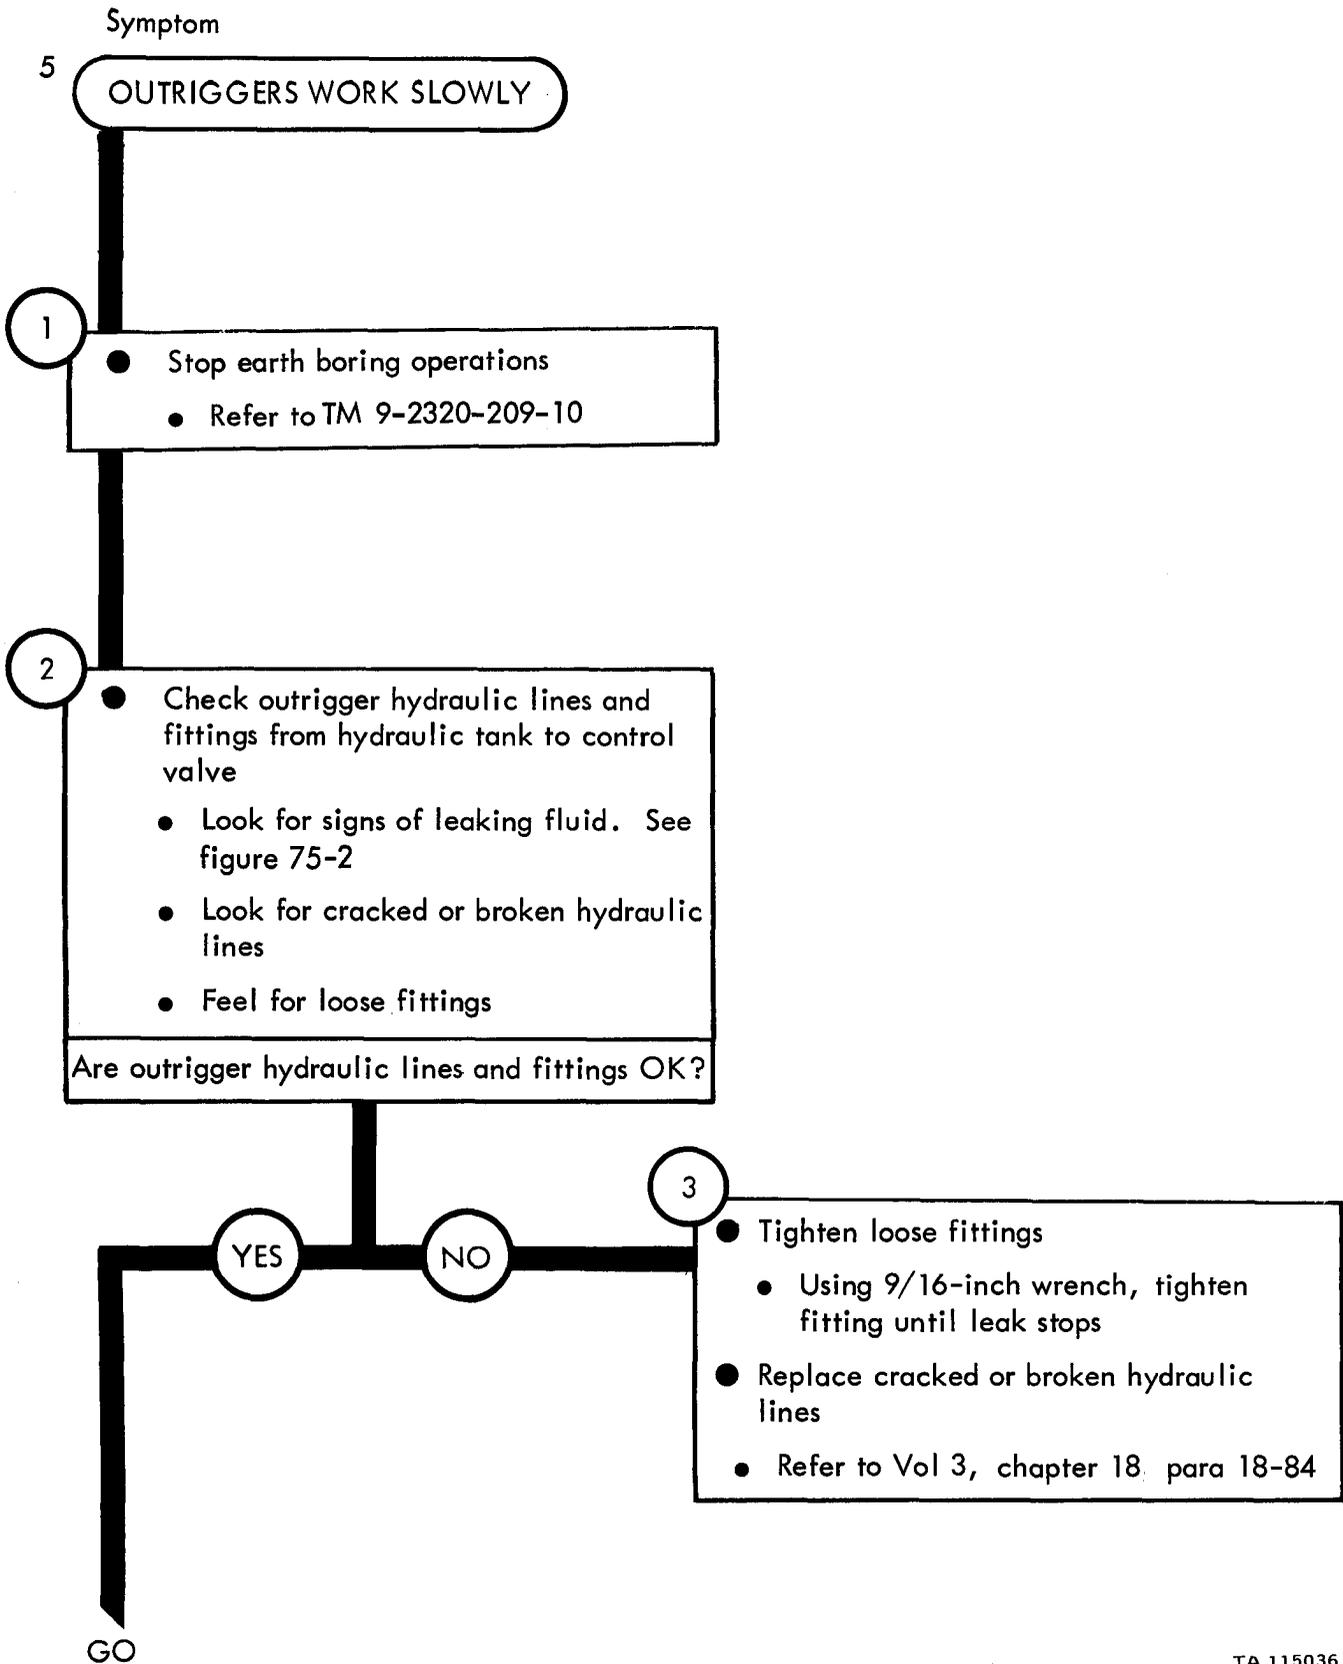 Symptom
5
OUTRIGGERS WORK SLOWLY
1
● Stop earth boring operations
● Refer to TM 9-2320-209-10
2
● Check outrigger hydraulic lines and
fittings from hydraulic tank to control
valve
● Look for signs of leaking fluid. See
figure 75-2
● Look for cracked or broken hydraulic
lines
● Feel for loose fittings
Are outrigger hydraulic lines and fittings OK?
YES
NO
3
● Tighten loose fittings
● Using 9/16-inch wrench, tighten
fitting until leak stops
● Replace cracked or broken hydraulic
lines
● Refer to Vol 3, chapter 18 para 18-84
GO
TA 115036